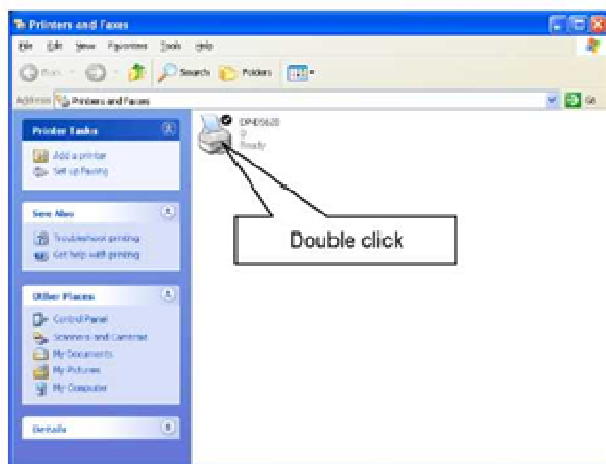 Printers and Faxes
File Edit View Favorites Tools Help
Back Search Folders
Address Printers and Faxes Go
Printer Tasks
Add a printer
Set up faxing
See Also
Troubleshoot printing
Get help with printing
Other Places
Control Panel
Scanners and Cameras
My Documents
My Pictures
My Computer
Details
0
Ready
Double click